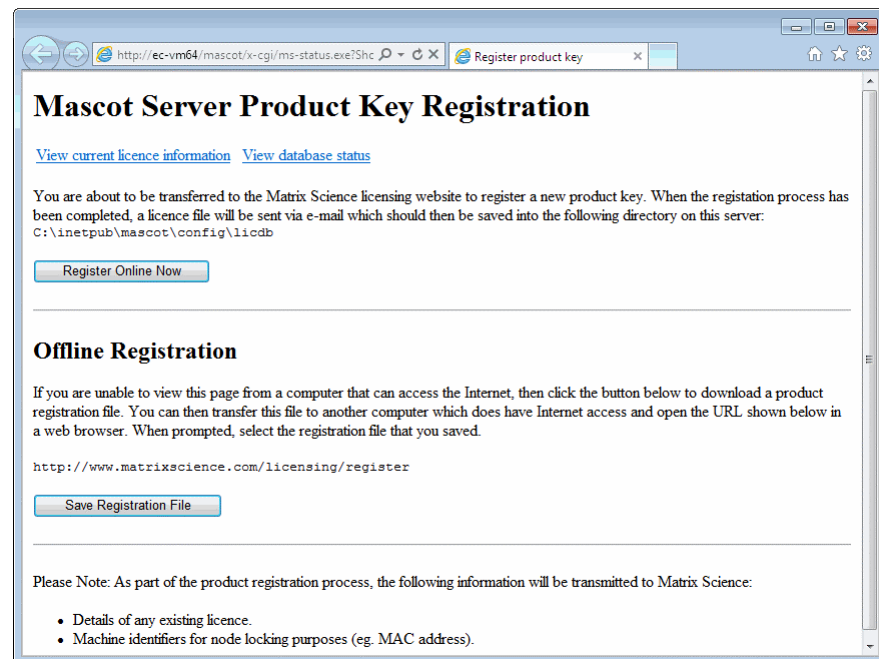 http://ec-vm64/mascot/x-cgi/ms-status.exe?Shc
Register product key
Mascot Server Product Key Registration
View current licence information View database status
You are about to be transferred to the Matrix Science licensing website to register a new product key. When the registation process has
been completed, a licence file will be sent via e-mail which should then be saved into the following directory on this server:
C:\inetpub\mascot\config\licdb
Register Online Now
Offline Registration
If you are unable to view this page from a computer that can access the Internet, then click the button below to download a product
registration file. You can then transfer this file to another computer which does have Internet access and open the URL shown below in
a web browser. When prompted, select the registration file that you saved.
http://www.matrixscience.com/licensing/register
Save Registration File
Please Note: As part of the product registration process, the following information will be transmitted to Matrix Science:
• Details of any existing licence.
• Machine identifiers for node locking purposes (eg. MAC address).